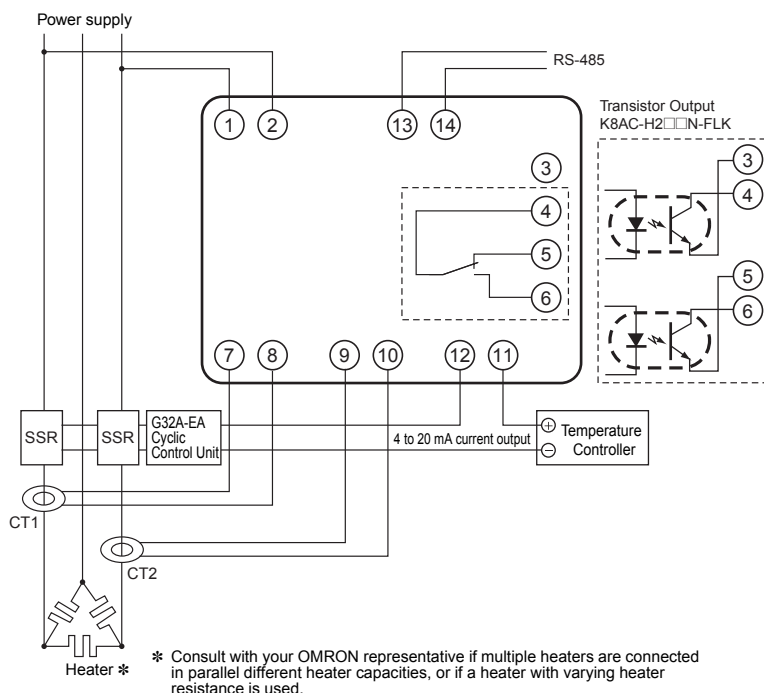 Power supply
RS-485
Transistor Output
K8AC-H2□□N-FLK
1
2
13
14
3
4
5
6
3
4
5
6
7
8
9
10
12
11
SSR
SSR
G32A-EA
Cyclic
Control Unit
4 to 20 mA current output
+
−
Temperature
Controller
CT1
CT2
Heater ✻
✻ Consult with your OMRON representative if multiple heaters are connected
in parallel different heater capacities, or if a heater with varying heater
resistance is used.